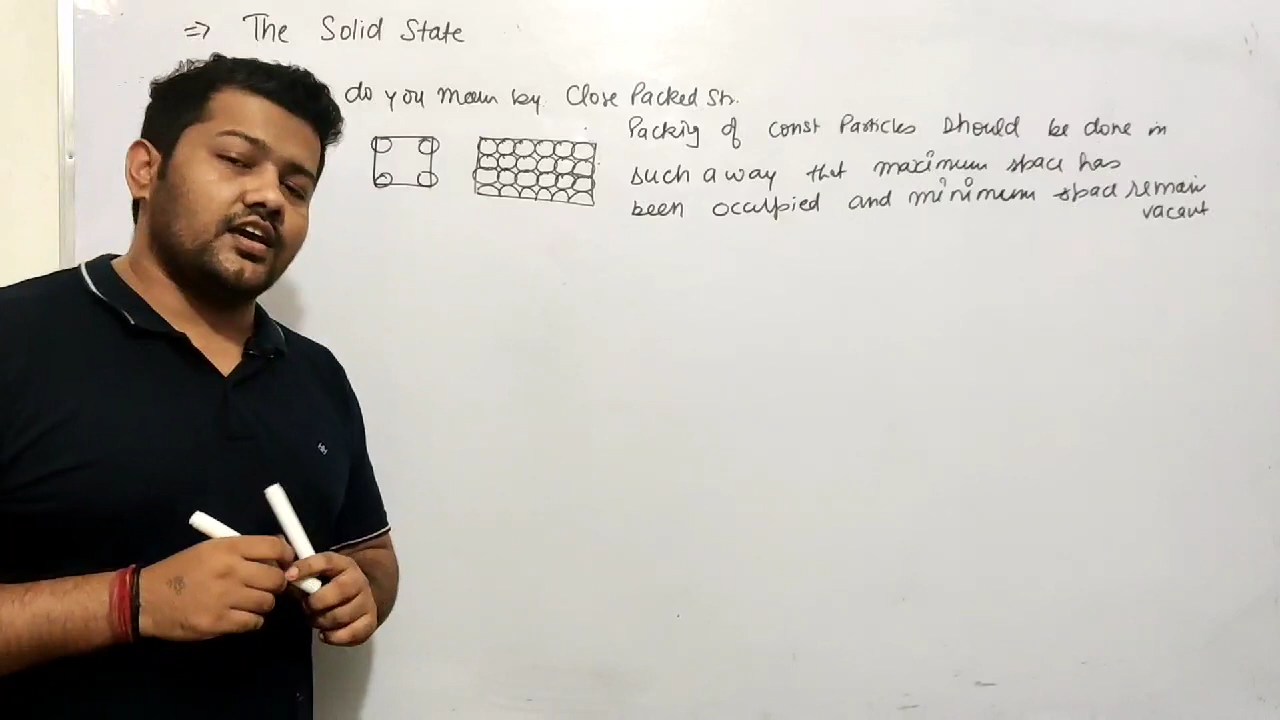 => The Solid State
do you mean by Close Packed Str.
Packing of const Particles should be done in
such a way that maximum space has
been occupied and minimum space remain
vacant